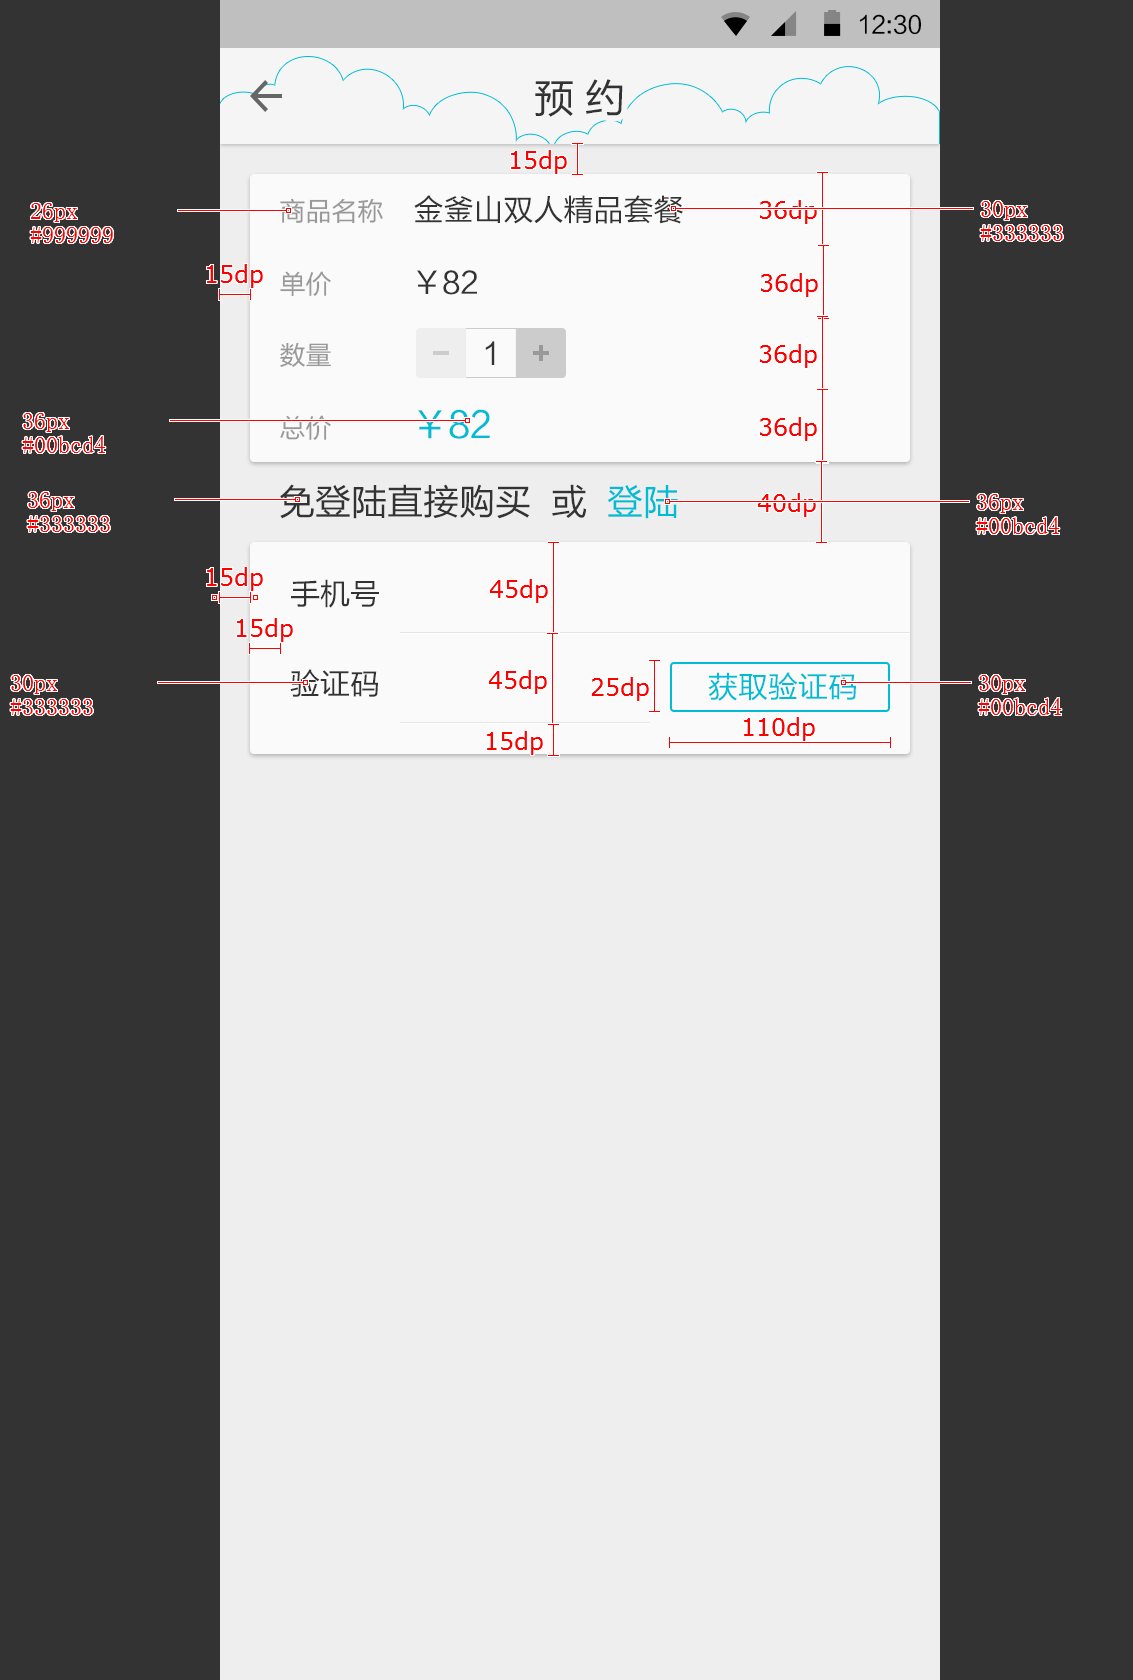 12:30
预约
15dp
26px
#999999
商品名称 金釜山双人精品套餐 36dp
30px
#333333
15dp
单价 ￥82 36dp
数量 − 1 + 36dp
36px
#00bcd4
总价 ￥82 36dp
36px
#333333
免登陆直接购买 或 登陆 40dp
36px
#00bcd4
15dp
手机号 45dp
15dp
30px
#333333
验证码 45dp 25dp 获取验证码
30px
#00bcd4
110dp
15dp